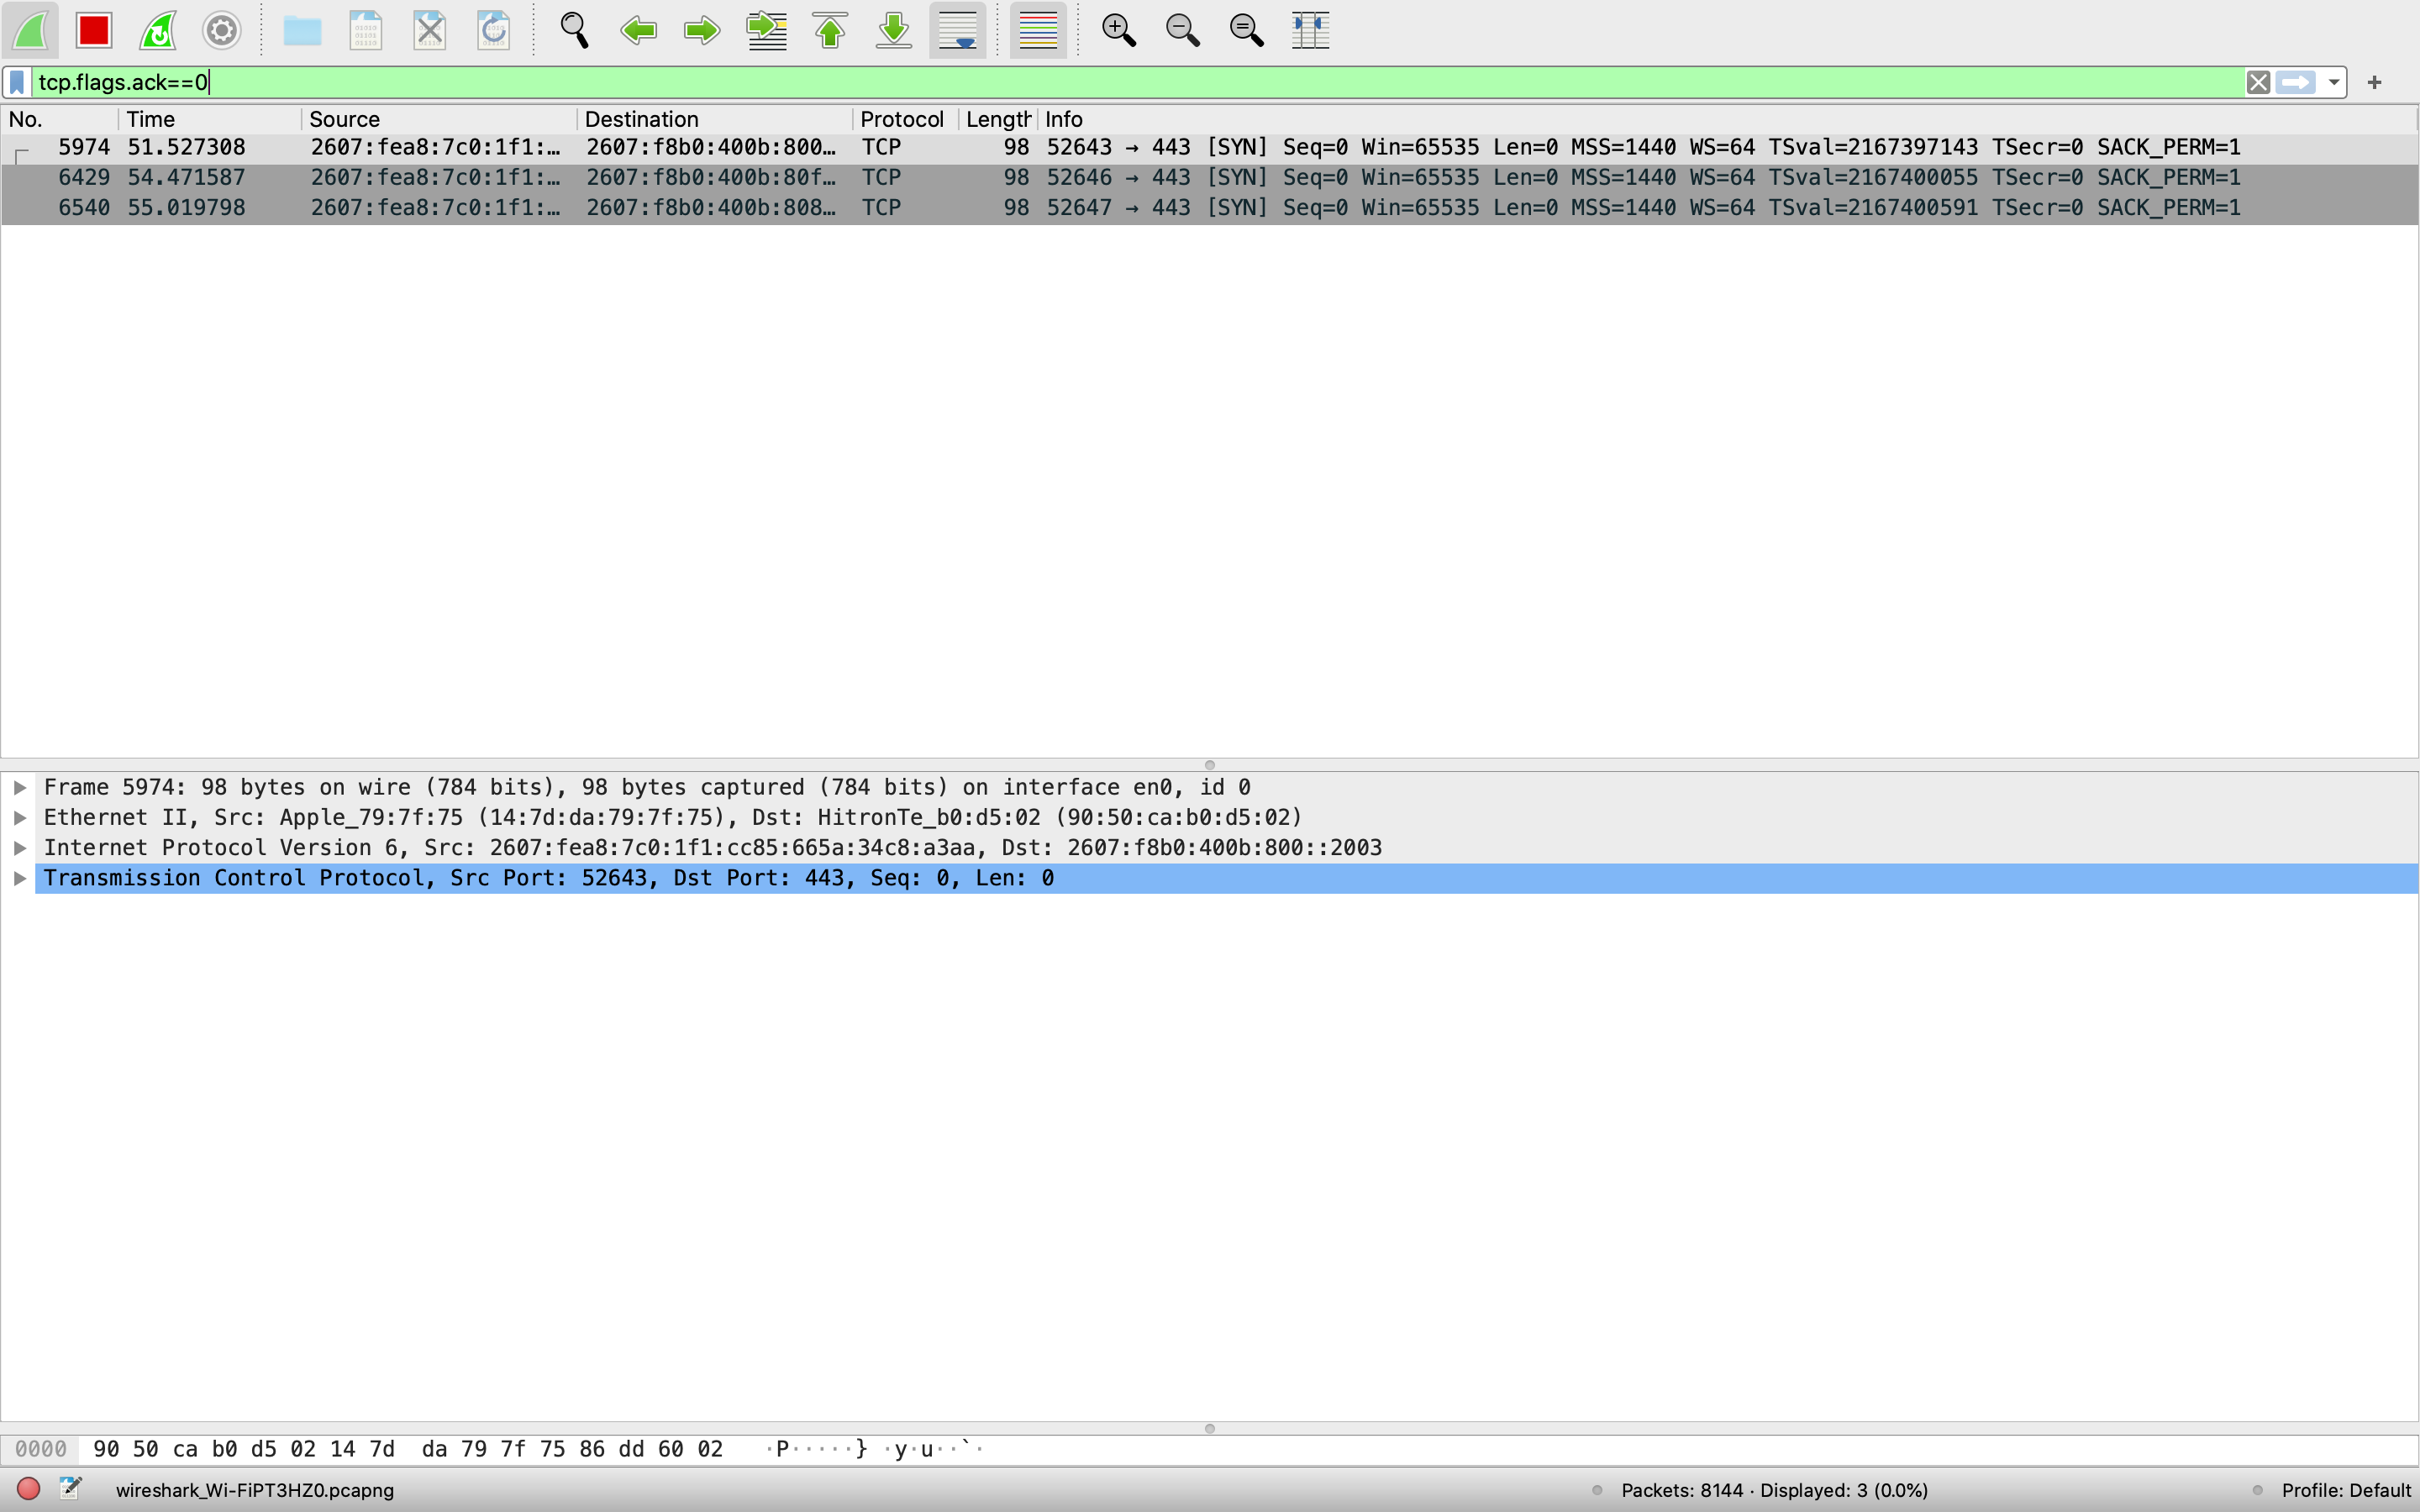 tcp.flags.ack==0
No. Time Source Destination Protocol Length Info
5974 51.527308 2607:fea8:7c0:1f1:… 2607:f8b0:400b:800… TCP 98 52643 → 443 [SYN] Seq=0 Win=65535 Len=0 MSS=1440 WS=64 TSval=2167397143 TSecr=0 SACK_PERM=1
6429 54.471587 2607:fea8:7c0:1f1:… 2607:f8b0:400b:80f… TCP 98 52646 → 443 [SYN] Seq=0 Win=65535 Len=0 MSS=1440 WS=64 TSval=2167400055 TSecr=0 SACK_PERM=1
6540 55.019798 2607:fea8:7c0:1f1:… 2607:f8b0:400b:808… TCP 98 52647 → 443 [SYN] Seq=0 Win=65535 Len=0 MSS=1440 WS=64 TSval=2167400591 TSecr=0 SACK_PERM=1
Frame 5974: 98 bytes on wire (784 bits), 98 bytes captured (784 bits) on interface en0, id 0
Ethernet II, Src: Apple_79:7f:75 (14:7d:da:79:7f:75), Dst: HitronTe_b0:d5:02 (90:50:ca:b0:d5:02)
Internet Protocol Version 6, Src: 2607:fea8:7c0:1f1:cc85:665a:34c8:a3aa, Dst: 2607:f8b0:400b:800::2003
Transmission Control Protocol, Src Port: 52643, Dst Port: 443, Seq: 0, Len: 0
0000 90 50 ca b0 d5 02 14 7d da 79 7f 75 86 dd 60 02 ·P·····} ·y·u··`·
wireshark_Wi-FiPT3HZ0.pcapng Packets: 8144 · Displayed: 3 (0.0%) Profile: Default